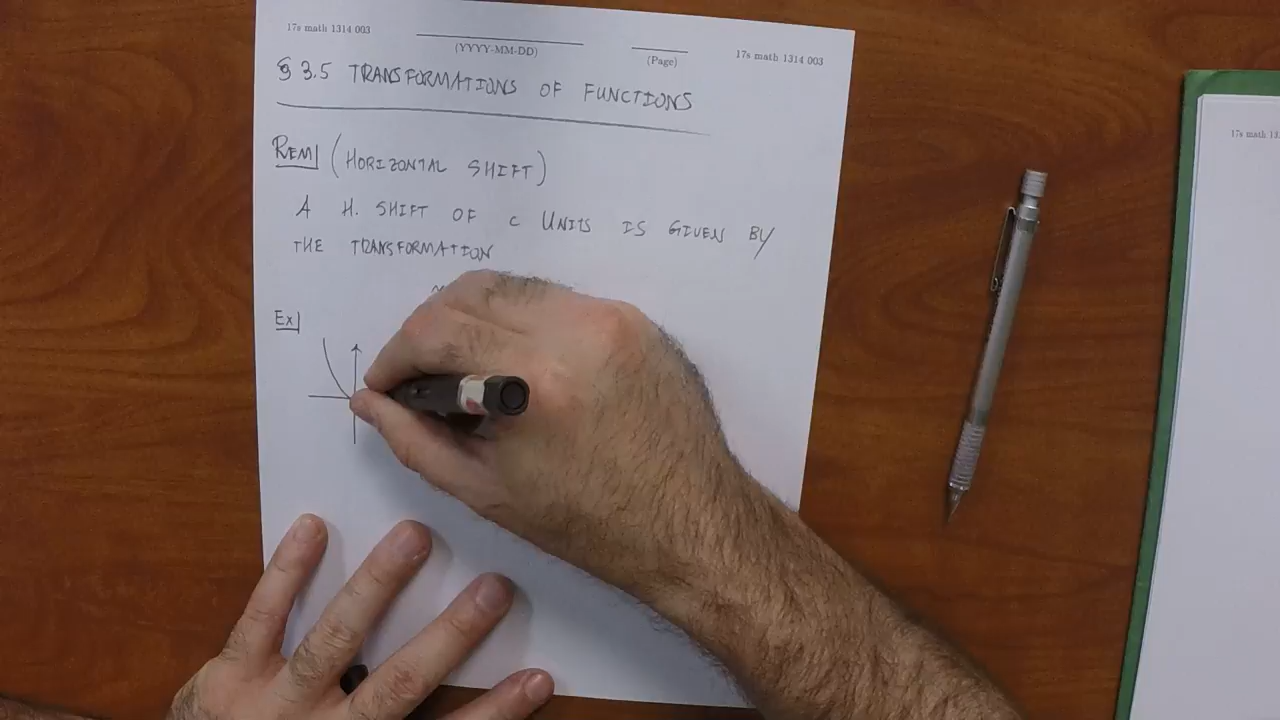 17s math 1314 003
(YYYY-MM-DD)
(Page)
17s math 1314 003
§ 3.5 TRANSFORMATIONS OF FUNCTIONS
REM (HORIZONTAL SHIFT)
A H. SHIFT OF c UNITS IS GIVEN BY
THE TRANSFORMATION
EX
17s math 13